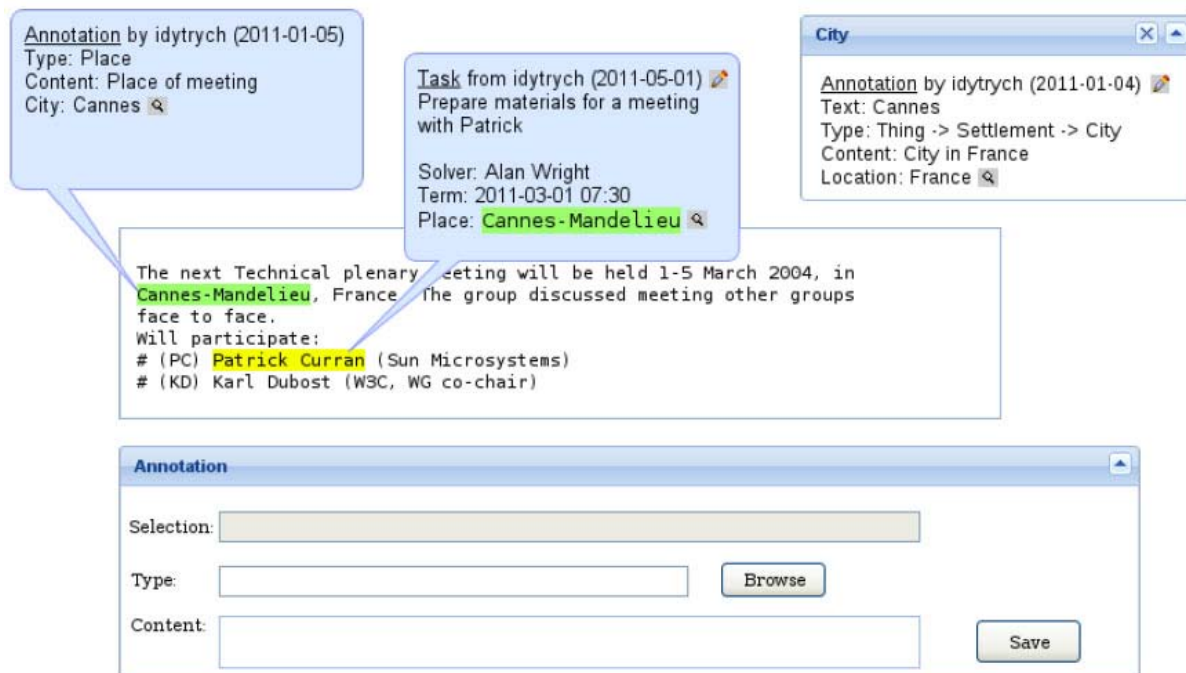 Annotation by idytrych (2011-01-05)
Type: Place
Content: Place of meeting
City: Cannes
Task from idytrych (2011-05-01)
Prepare materials for a meeting
with Patrick
Solver: Alan Wright
Term: 2011-03-01 07:30
Place: Cannes-Mandelieu
City
Annotation by idytrych (2011-01-04)
Text: Cannes
Type: Thing -> Settlement -> City
Content: City in France
Location: France
The next Technical plenary meeting will be held 1-5 March 2004, in
Cannes-Mandelieu, France. The group discussed meeting other groups
face to face.
Will participate:
# (PC) Patrick Curran (Sun Microsystems)
# (KD) Karl Dubost (W3C, WG co-chair)
Annotation
Selection:
Type:
Browse
Content:
Save